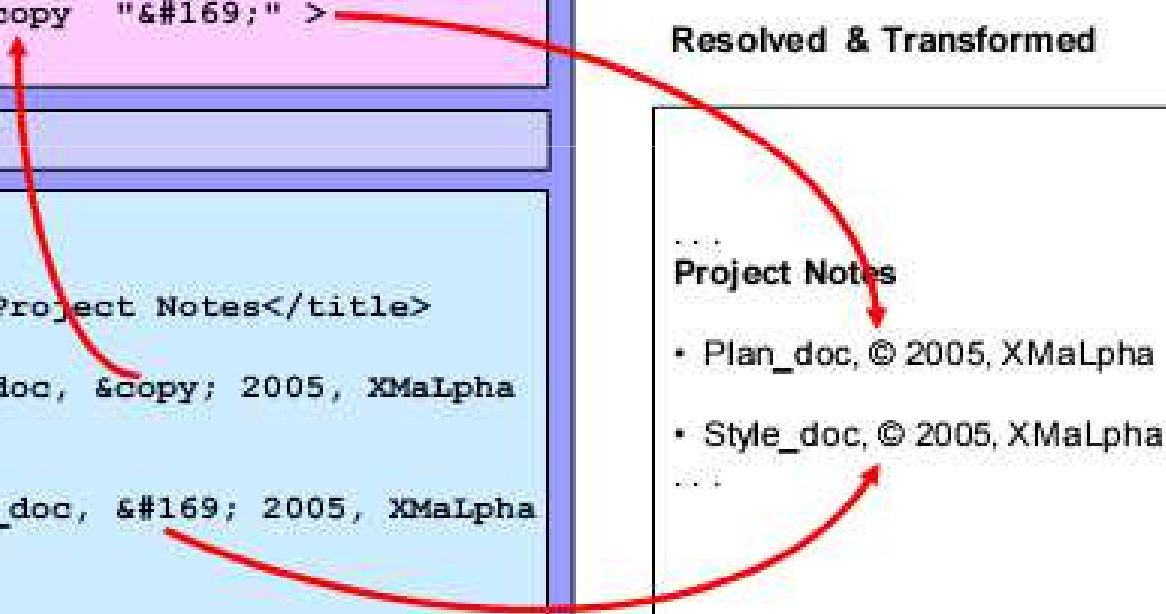 copy "&#169;" >
Project Notes</title>
doc, &copy; 2005, XMaLpha
_doc, &#169; 2005, XMaLpha
Resolved & Transformed
. . .
Project Notes
• Plan_doc, © 2005, XMaLpha
• Style_doc, © 2005, XMaLpha
. . .